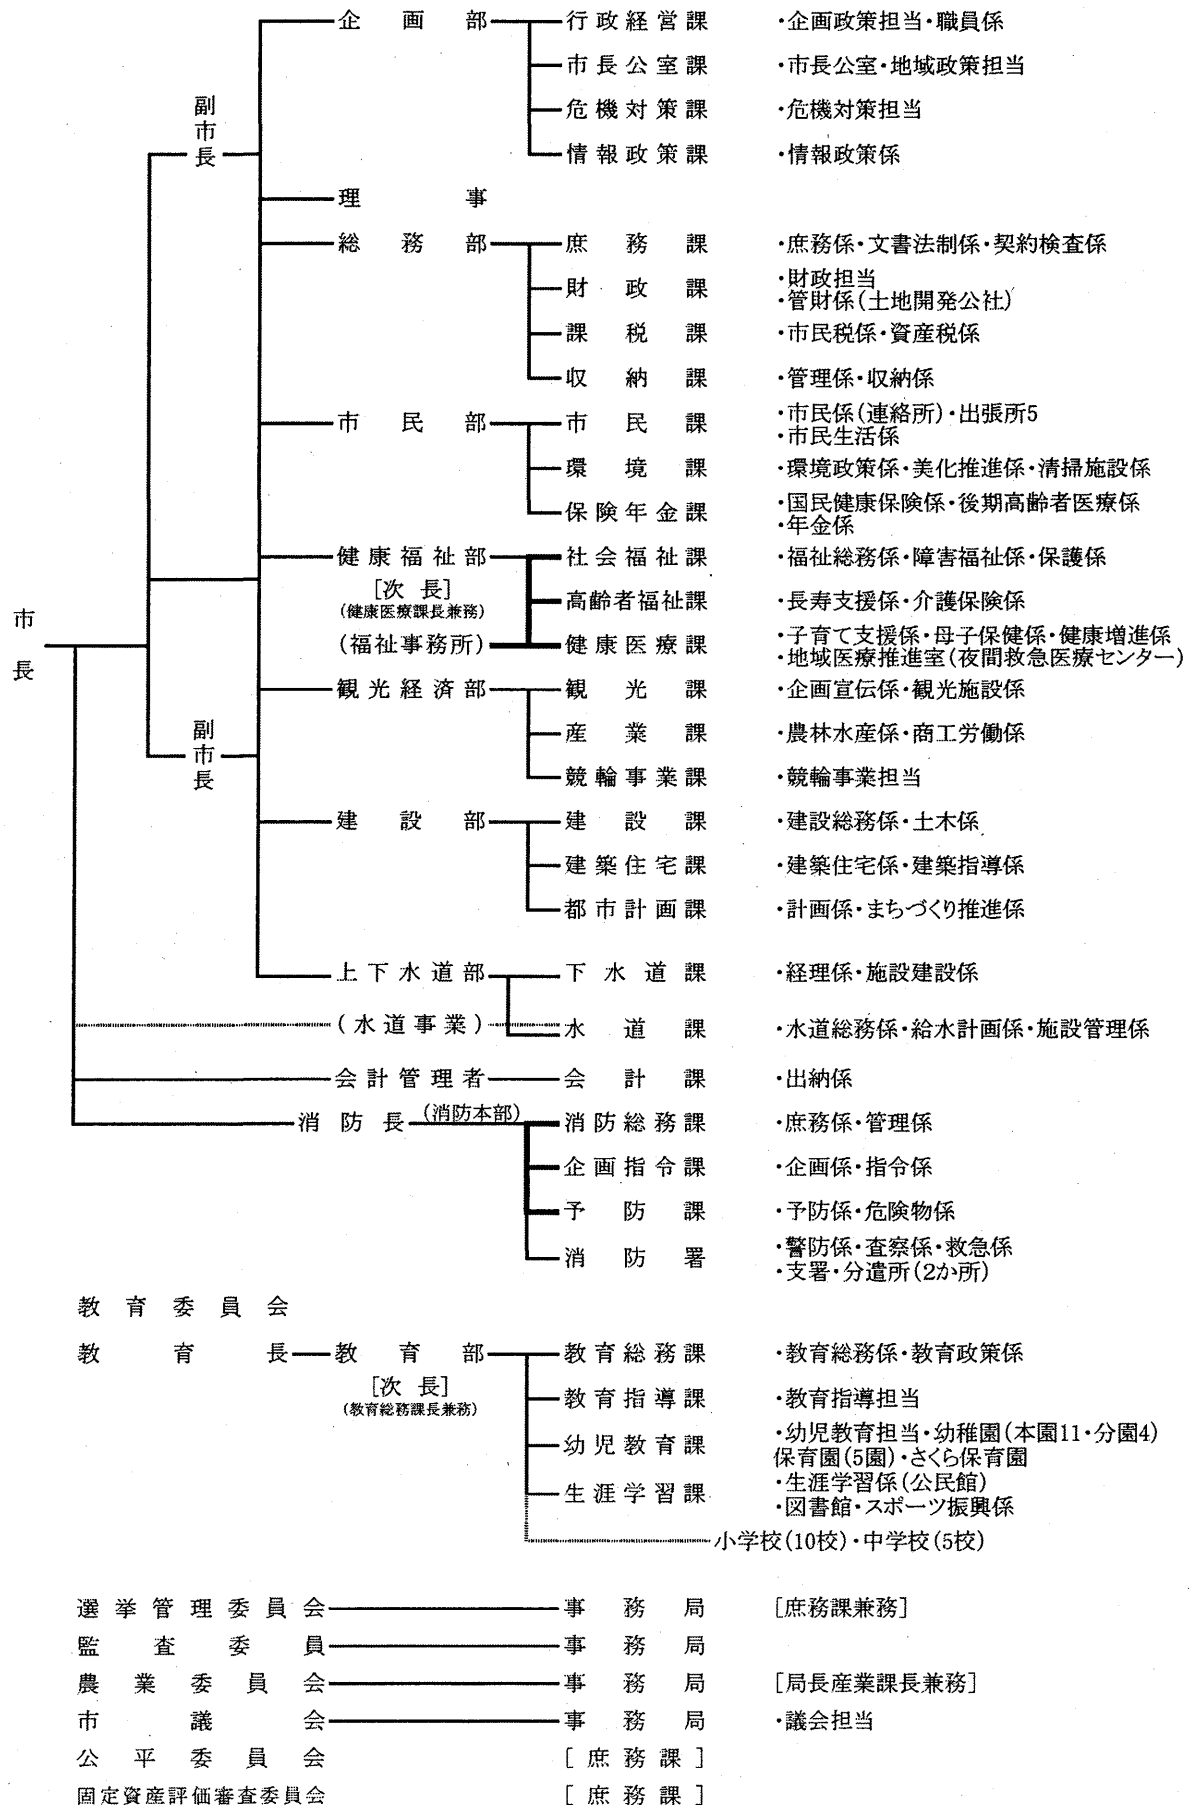 市長
副市長
副市長
企画部 行政経営課 ・企画政策担当・職員係
市長公室課 ・市長公室・地域政策担当
危機対策課 ・危機対策担当
情報政策課 ・情報政策係
理事
総務部 庶務課 ・庶務係・文書法制係・契約検査係
財政課 ・財政担当
・管財係(土地開発公社)
課税課 ・市民税係・資産税係
収納課 ・管理係・収納係
市民部 市民課 ・市民係(連絡所)・出張所5
・市民生活係
環境課 ・環境政策係・美化推進係・清掃施設係
保険年金課 ・国民健康保険係・後期高齢者医療係
・年金係
健康福祉部 社会福祉課 ・福祉総務係・障害福祉係・保護係
[次長]
(健康医療課長兼務)
高齢者福祉課 ・長寿支援係・介護保険係
(福祉事務所) 健康医療課 ・子育て支援係・母子保健係・健康増進係
・地域医療推進室(夜間救急医療センター)
観光経済部 観光課 ・企画宣伝係・観光施設係
産業課 ・農林水産係・商工労働係
競輪事業課 ・競輪事業担当
建設部 建設課 ・建設総務係・土木係
建築住宅課 ・建築住宅係・建築指導係
都市計画課 ・計画係・まちづくり推進係
上下水道部 下水道課 ・経理係・施設建設係
(水道事業) 水道課 ・水道総務係・給水計画係・施設管理係
会計管理者 会計課 ・出納係
消防長 (消防本部) 消防総務課 ・庶務係・管理係
企画指令課 ・企画係・指令係
予防課 ・予防係・危険物係
消防署 ・警防係・査察係・救急係
・支署・分遣所(2か所)
教育委員会
教育長 教育部 教育総務課 ・教育総務係・教育政策係
[次長]
(教育総務課長兼務)
教育指導課 ・教育指導担当
幼児教育課 ・幼児教育担当・幼稚園(本園11・分園4)
保育園(5園)・さくら保育園
生涯学習課 ・生涯学習係(公民館)
・図書館・スポーツ振興係
小学校(10校)・中学校(5校)
選挙管理委員会 事務局 [庶務課兼務]
監査委員 事務局
農業委員会 事務局 [局長産業課長兼務]
市議会 事務局 ・議会担当
公平委員会 [庶務課]
固定資産評価審査委員会 [庶務課]